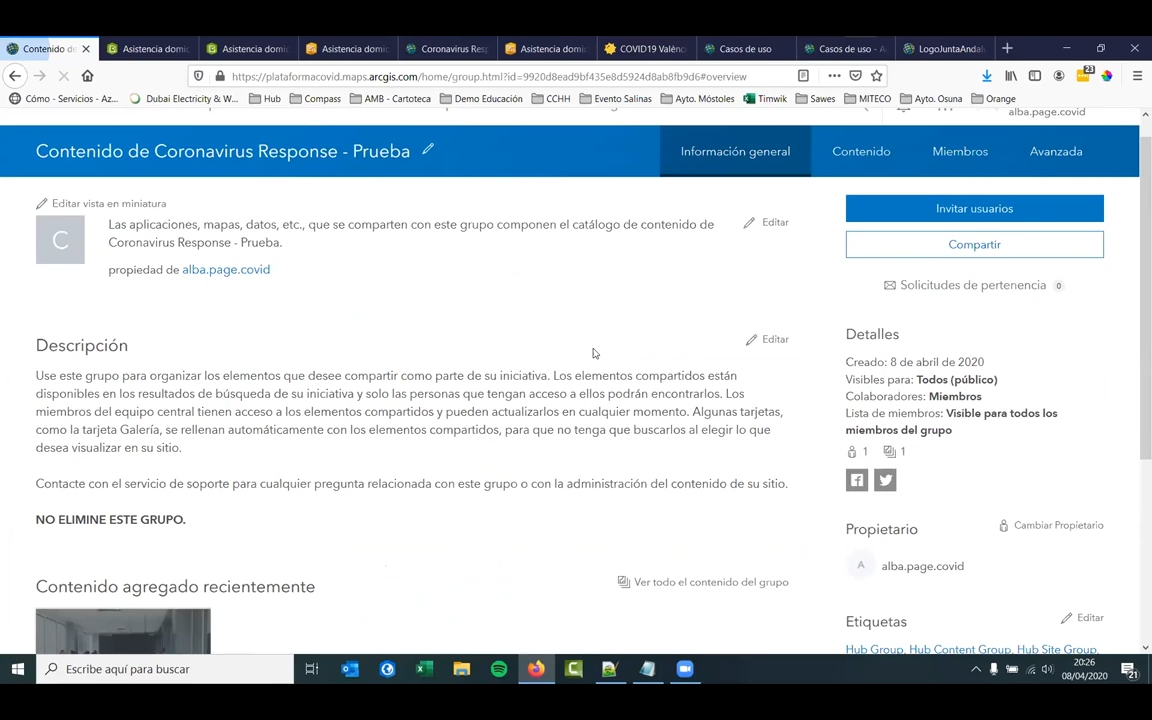 Contenido de
Asistencia domic
Asistencia domic
Asistencia domic
Coronavirus Resp
Asistencia domic
COVID19 Valènc
Casos de uso
Casos de uso - A
LogoJuntaAndalu
https://plataformacovid.maps.arcgis.com/home/group.html?id=9920d8ead9bf435e8d5924d8ab8fb9d6#overview
23
Cómo - Servicios - Az...
Dubai Electricity & W...
Hub
Compass
AMB - Cartoteca
Demo Educación
CCHH
Evento Salinas
Ayto. Móstoles
Timwik
Sawes
MITECO
Ayto. Osuna
Orange
alba.page.covid
Contenido de Coronavirus Response - Prueba
Información general
Contenido
Miembros
Avanzada
Editar vista en miniatura
C
Las aplicaciones, mapas, datos, etc., que se comparten con este grupo componen el catálogo de contenido de
Coronavirus Response - Prueba.
propiedad de alba.page.covid
Editar
Invitar usuarios
Compartir
Solicitudes de pertenencia 0
Descripción
Editar
Use este grupo para organizar los elementos que desee compartir como parte de su iniciativa. Los elementos compartidos están
disponibles en los resultados de búsqueda de su iniciativa y solo las personas que tengan acceso a ellos podrán encontrarlos. Los
miembros del equipo central tienen acceso a los elementos compartidos y pueden actualizarlos en cualquier momento. Algunas tarjetas,
como la tarjeta Galería, se rellenan automáticamente con los elementos compartidos, para que no tenga que buscarlos al elegir lo que
desea visualizar en su sitio.
Contacte con el servicio de soporte para cualquier pregunta relacionada con este grupo o con la administración del contenido de su sitio.
NO ELIMINE ESTE GRUPO.
Detalles
Creado: 8 de abril de 2020
Visibles para: Todos (público)
Colaboradores: Miembros
Lista de miembros: Visible para todos los
miembros del grupo
1 1
Propietario
Cambiar Propietario
A
alba.page.covid
Contenido agregado recientemente
Ver todo el contenido del grupo
Etiquetas
Editar
Hub Group, Hub Content Group, Hub Site Group,
Escribe aquí para buscar
20:26
08/04/2020
21